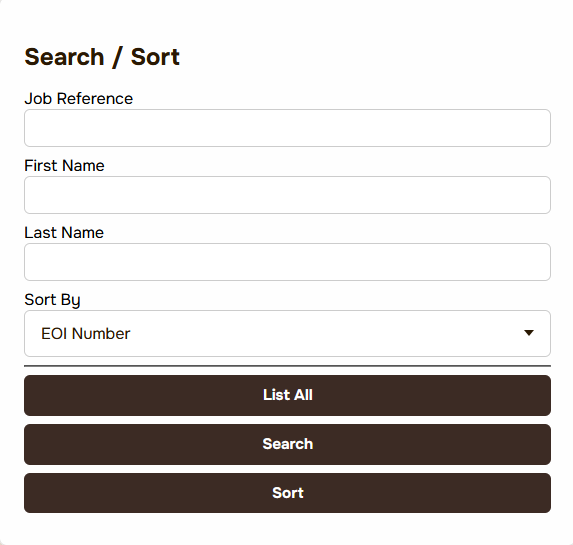 Search / Sort
Job Reference
First Name
Last Name
Sort By
EOI Number
List All
Search
Sort